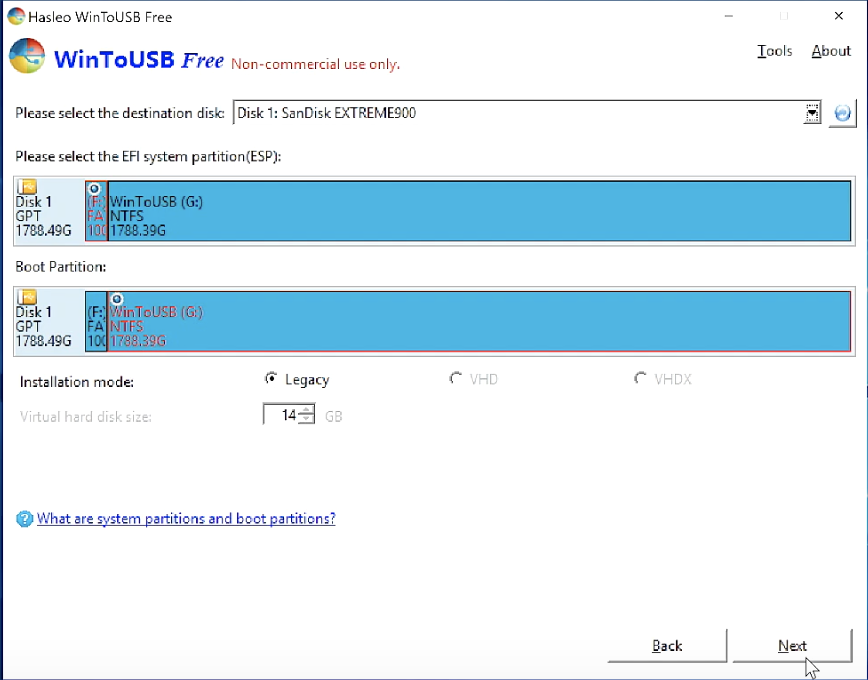 Hasleo WinToUSB Free
WinToUSB Free Non-commercial use only.
Tools About
Please select the destination disk: Disk 1: SanDisk EXTREME900
Please select the EFI system partition(ESP):
Disk 1
GPT
1788.49G
(F:)
FA
100
WinToUSB (G:)
NTFS
1788.39G
Boot Partition:
Disk 1
GPT
1788.49G
(F:)
FA
100
WinToUSB (G:)
NTFS
1788.39G
Installation mode: Legacy VHD VHDX
Virtual hard disk size: 14 GB
What are system partitions and boot partitions?
Back Next